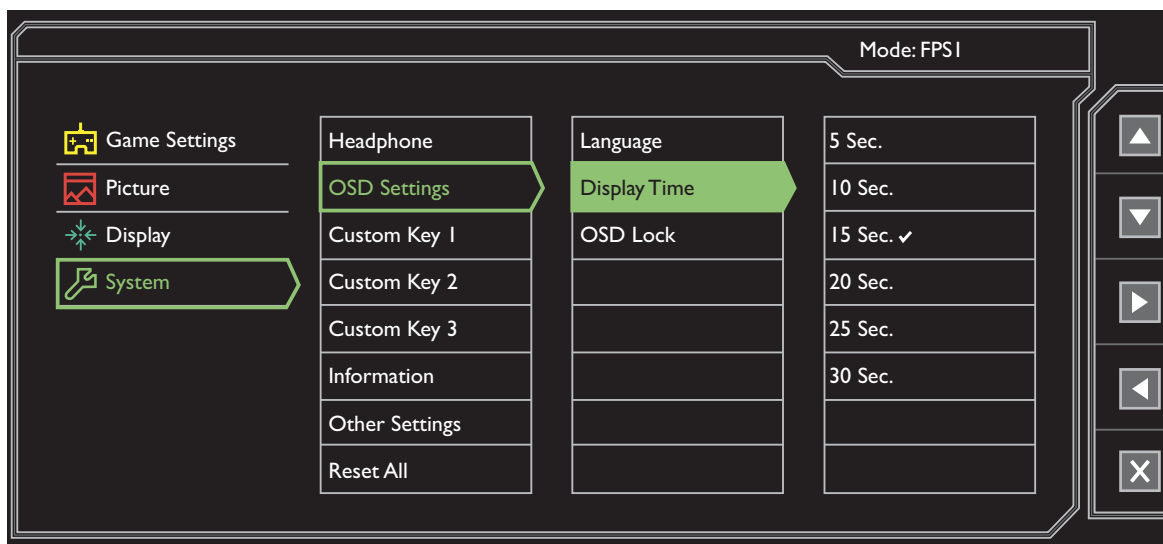 Mode: FPS1
Game Settings
Picture
Display
System
Headphone
OSD Settings
Custom Key 1
Custom Key 2
Custom Key 3
Information
Other Settings
Reset All
Language
Display Time
OSD Lock
5 Sec.
10 Sec.
15 Sec. ✔
20 Sec.
25 Sec.
30 Sec.